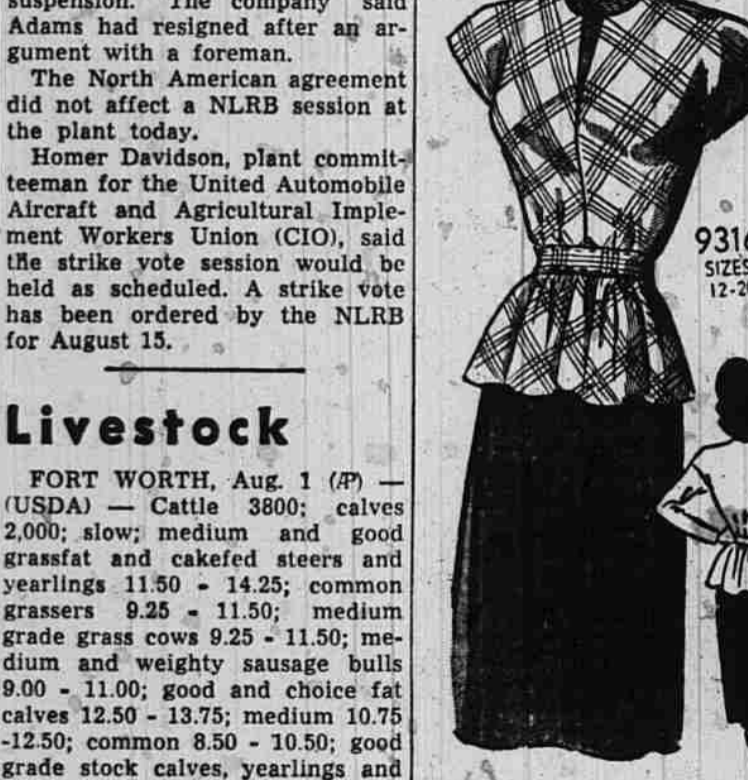 suspension. The company said
Adams had resigned after an ar-
gument with a foreman.
The North American agreement
did not affect a NLRB session at
the plant today.
Homer Davidson, plant commit-
teeman for the United Automobile
Aircraft and Agricultural Imple-
ment Workers Union (CIO), said
the strike vote session would be
held as scheduled. A strike vote
has been ordered by the NLRB
for August 15.
Livestock
FORT WORTH, Aug. 1 (AP) —
(USDA) — Cattle 3800; calves
2,000; slow; medium and good
grassfat and cakefed steers and
yearlings 11.50 - 14.25; common
grassers 9.25 - 11.50; medium
grade grass cows 9.25 - 11.50; me-
dium and weighty sausage bulls
9.00 - 11.00; good and choice fat
calves 12.50 - 13.75; medium 10.75
-12.50; common 8.50 - 10.50; good
grade stock calves, yearlings and
931
SIZES
12-2